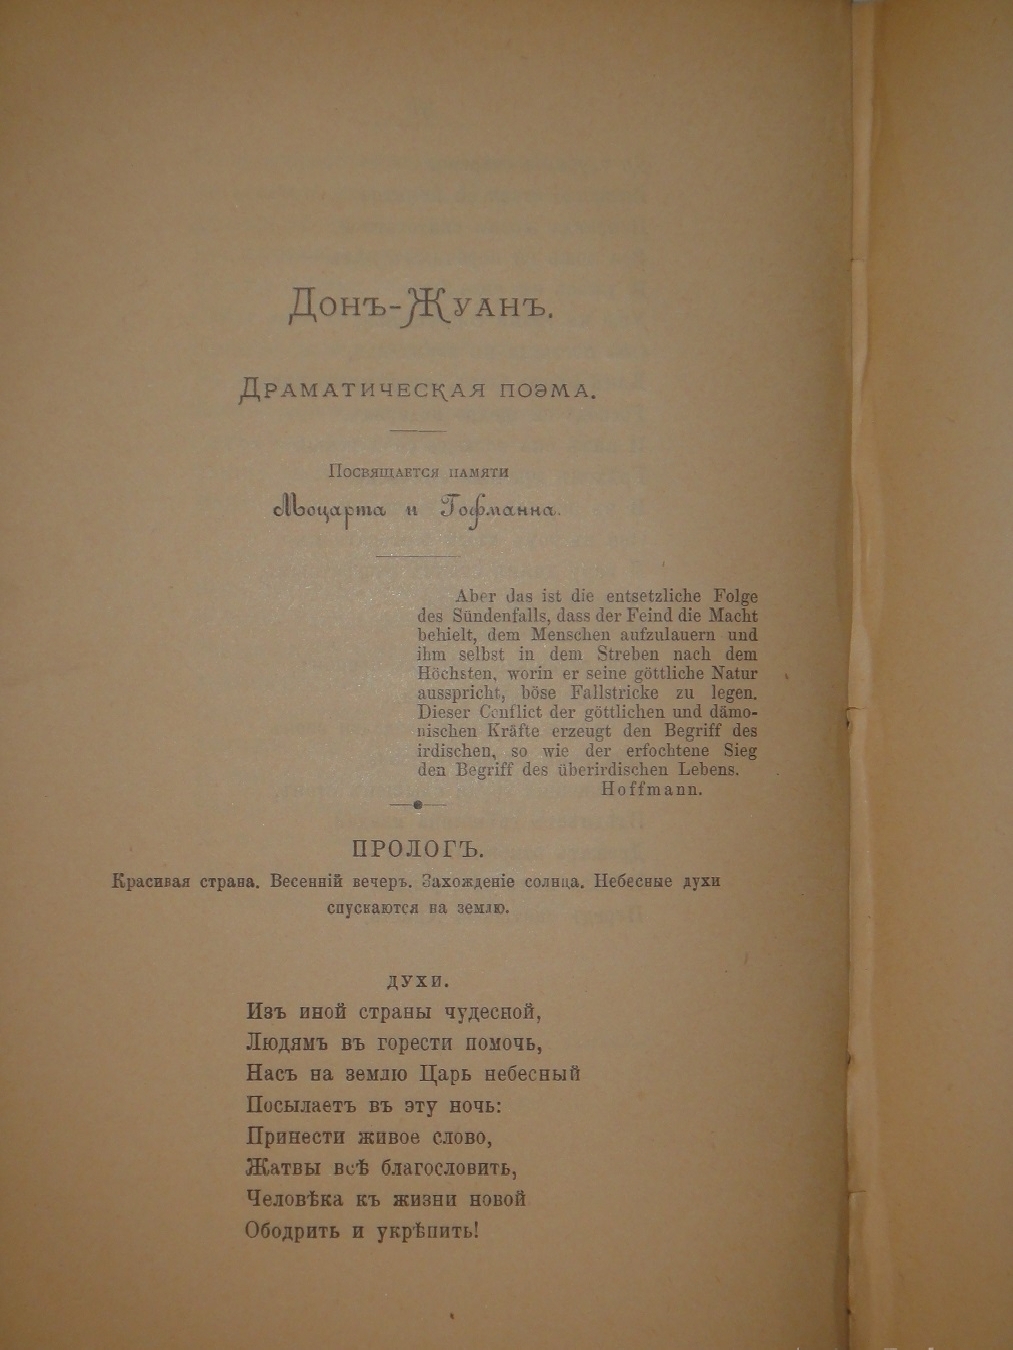 Донъ-Жуанъ.
Драматическая поэма.
Посвящается памяти
Моцарта и Гофманна.
Aber das ist die entsetzliche Folge
des Sündenfalls, dass der Feind die Macht
behielt, dem Menschen aufzulauern und
ihm selbst in dem Streben nach dem
Höchsten, worin er seine göttliche Natur
ausspricht, böse Fallstricke zu legen.
Dieser Conflict der göttlichen und dämo-
nischen Kräfte erzeugt den Begriff des
irdischen, so wie der erfochtene Sieg
den Begriff des überirdischen Lebens.
Hoffmann.
ПРОЛОГЪ.
Красивая страна. Весенній вечеръ. Захожденіе солнца. Небесные духи
спускаются на землю.
ДУХИ.
Изъ иной страны чудесной,
Людямъ въ горести помочь,
Насъ на землю Царь небесный
Посылаетъ въ эту ночь:
Принести живое слово,
Жатвы всѣ благословить,
Человѣка къ жизни новой
Ободрить и укрѣпить!